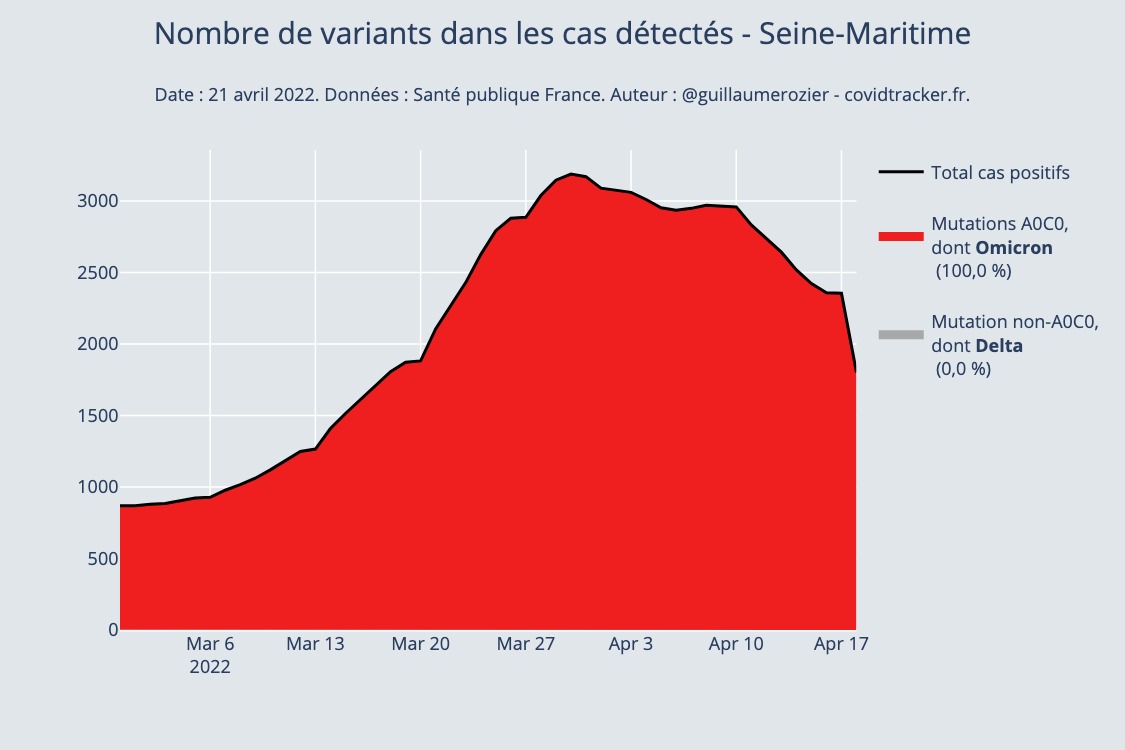 Nombre de variants dans les cas détectés - Seine-Maritime
Date : 21 avril 2022. Données : Santé publique France. Auteur : @guillaumerozier - covidtracker.fr.
Total cas positifs
Mutations A0C0,
dont Omicron
(100,0 %)
Mutation non-A0C0,
dont Delta
(0,0 %)
3000
2500
2000
1500
1000
500
0
Mar 6
2022
Mar 13
Mar 20
Mar 27
Apr 3
Apr 10
Apr 17